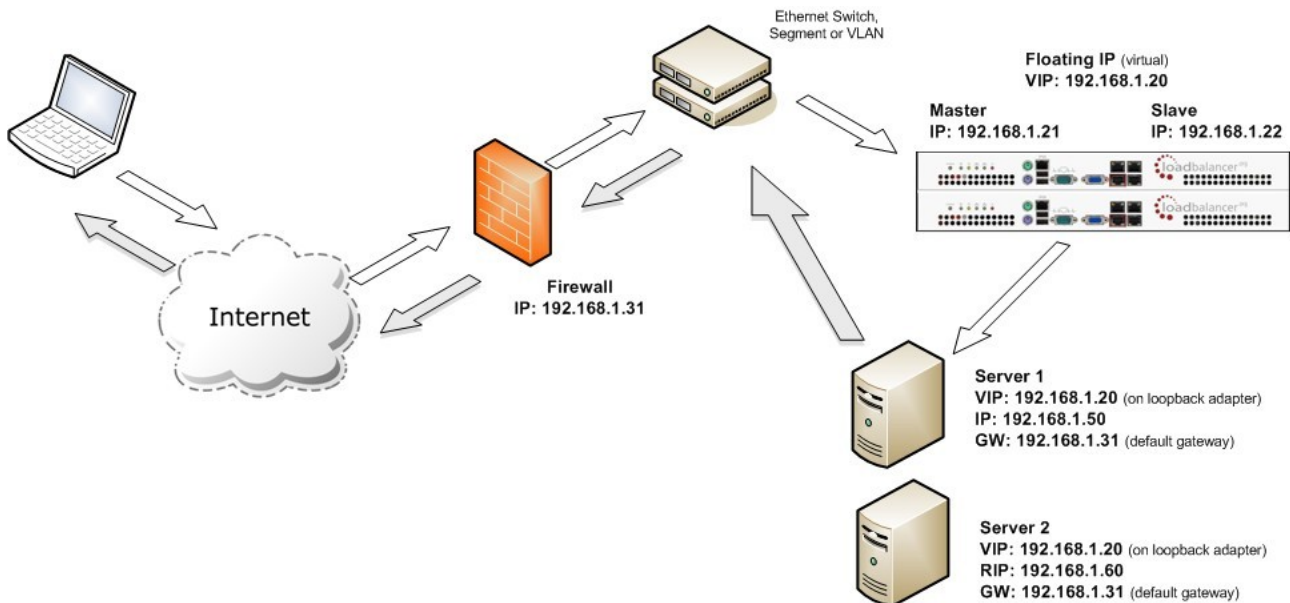 Ethernet Switch,
Segment or VLAN
Floating IP (virtual)
VIP: 192.168.1.20
Master
IP: 192.168.1.21
Slave
IP: 192.168.1.22
loadbalancer
loadbalancer
Firewall
IP: 192.168.1.31
Internet
Server 1
VIP: 192.168.1.20 (on loopback adapter)
IP: 192.168.1.50
GW: 192.168.1.31 (default gateway)
Server 2
VIP: 192.168.1.20 (on loopback adapter)
RIP: 192.168.1.60
GW: 192.168.1.31 (default gateway)